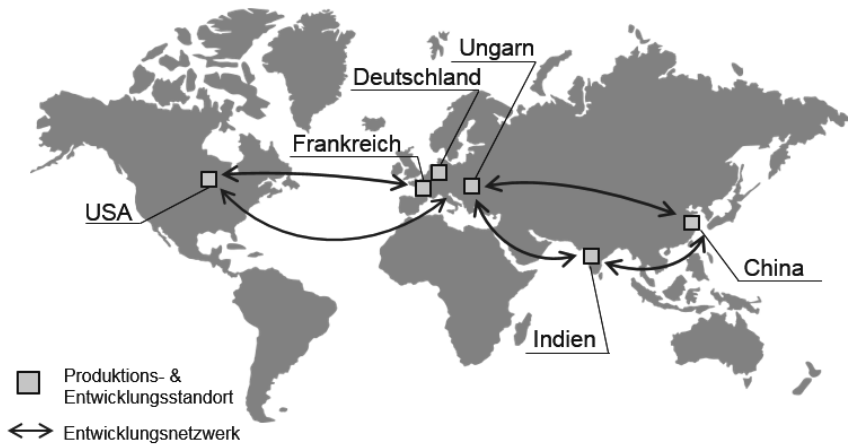 Ungarn
Deutschland
Frankreich
USA
China
Indien
Produktions- &
Entwicklungsstandort
Entwicklungsnetzwerk